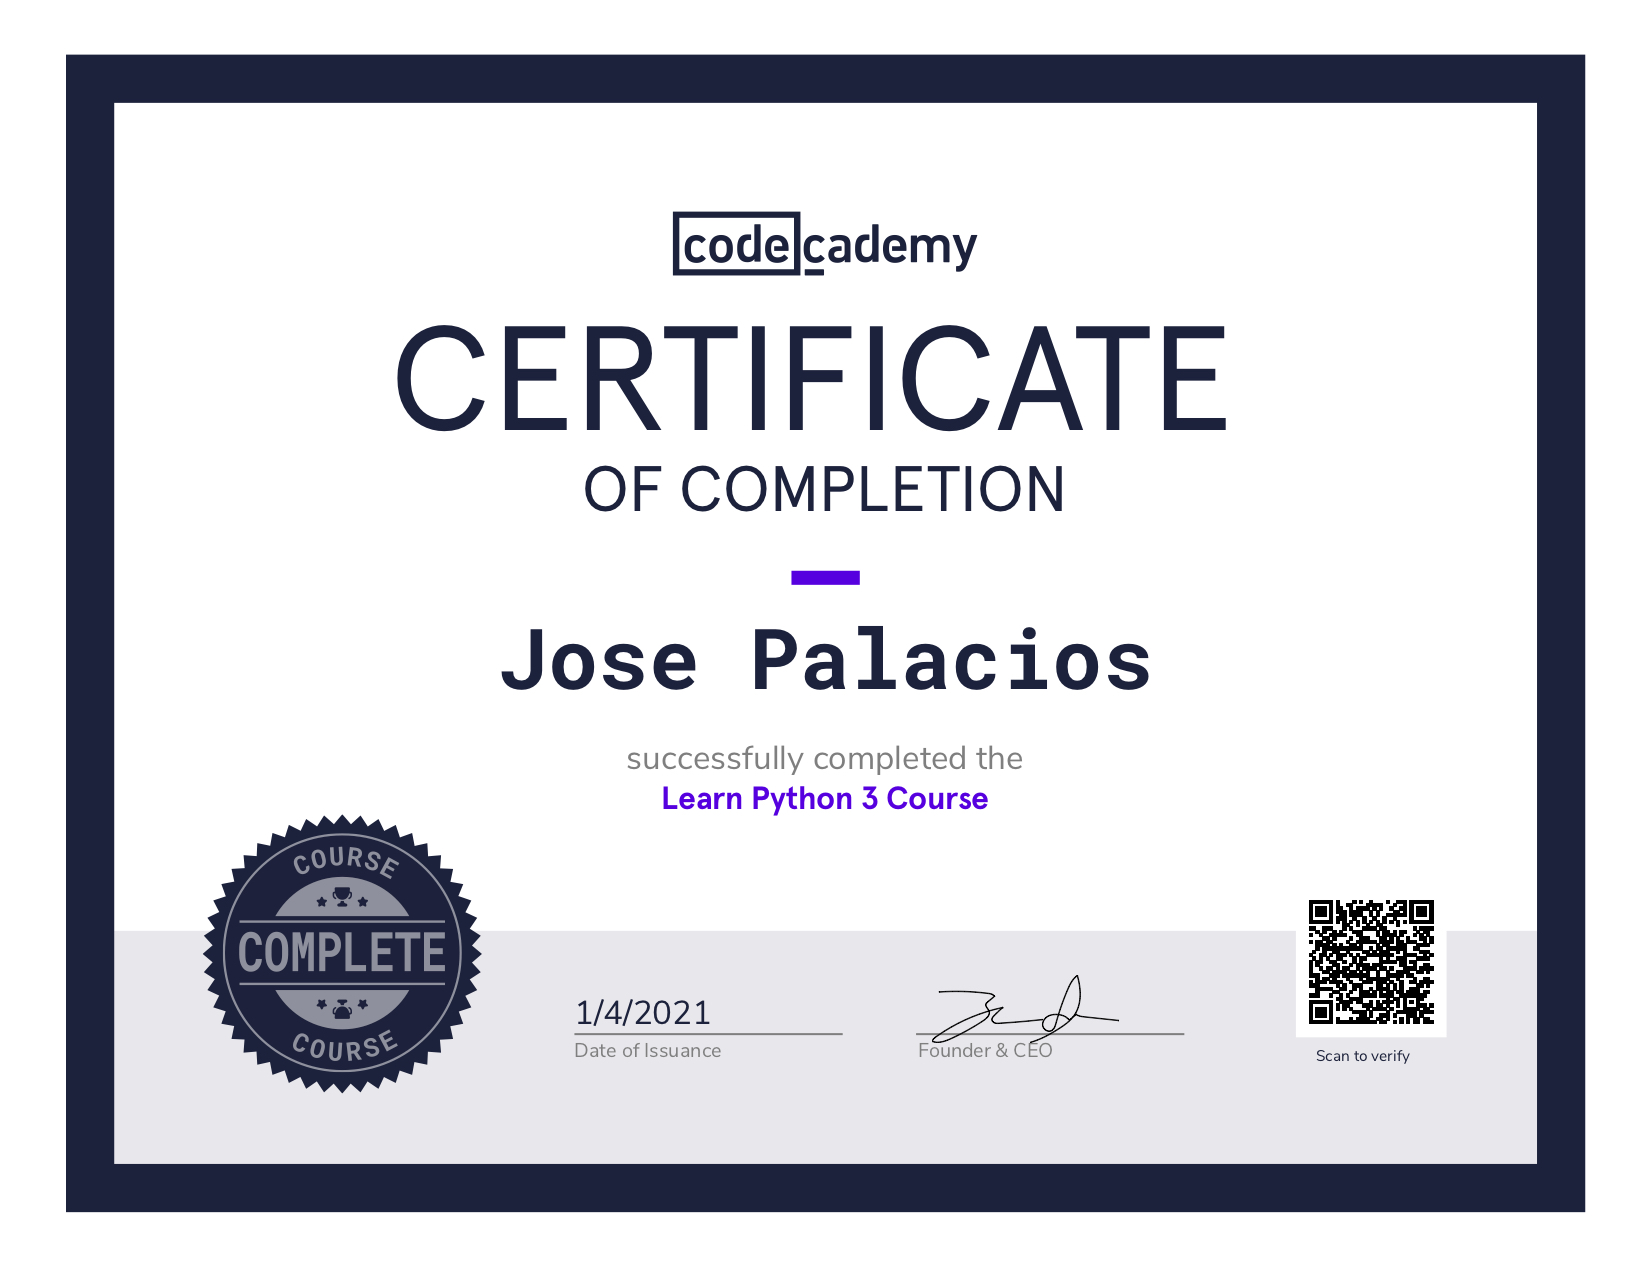 codecademy
CERTIFICATE
OF COMPLETION
Jose Palacios
successfully completed the
Learn Python 3 Course
COURSE
COMPLETE
COURSE
1/4/2021
Date of Issuance
Founder & CEO
Scan to verify